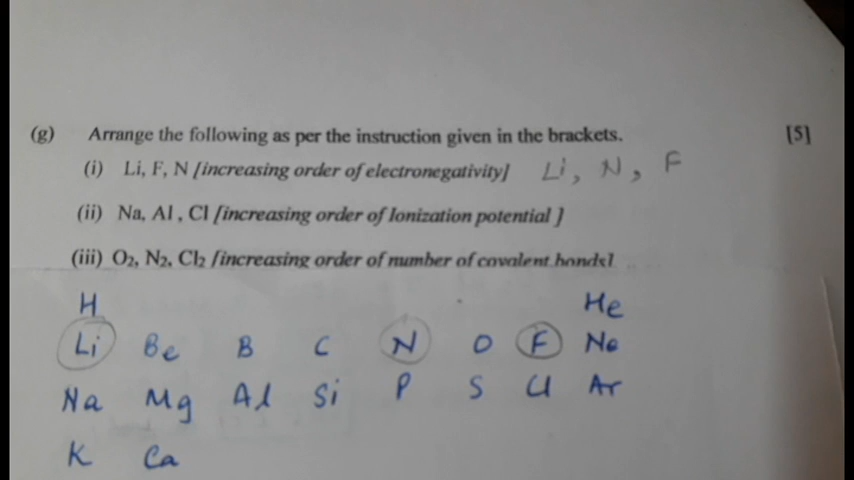 (g) Arrange the following as per the instruction given in the brackets. [5]
(i) Li, F, N [increasing order of electronegativity] Li, N, F
(ii) Na, Al, Cl [increasing order of Ionization potential]
(iii) O₂, N₂, Cl₂ [increasing order of number of covalent bonds]
H He
Li Be B C N O F Ne
Na Mg Al Si P S Cl Ar
K Ca